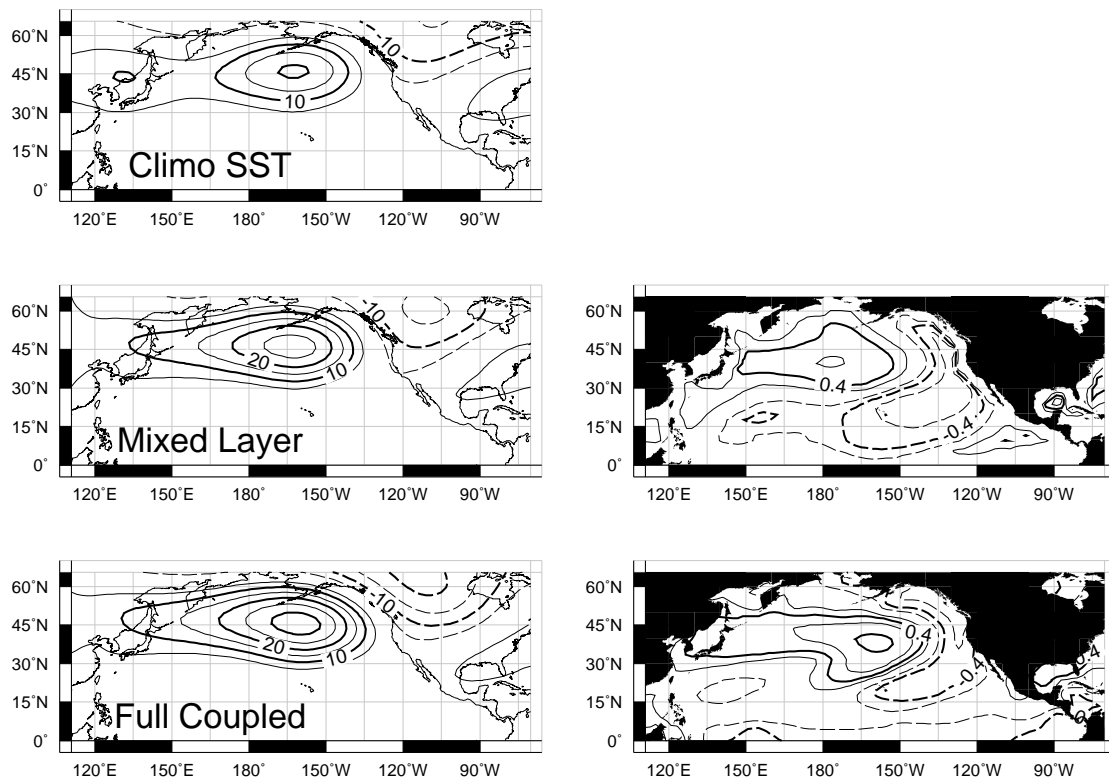 60°N
-10
45°N
10
30°N
15°N
Climo SST
0°
120°E 150°E 180° 150°W 120°W 90°W
60°N 60°N
-10
45°N 45°N
20
10 0.4
30°N 30°N
15°N 15°N
-0.4
Mixed Layer
0° 0°
120°E 150°E 180° 150°W 120°W 90°W 120°E 150°E 180° 150°W 120°W 90°W
60°N 60°N
-10
45°N 45°N
0.4
20 10
30°N 30°N
0.4
-0.4
15°N 15°N
Full Coupled
0° 0°
120°E 150°E 180° 150°W 120°W 90°W 120°E 150°E 180° 150°W 120°W 90°W